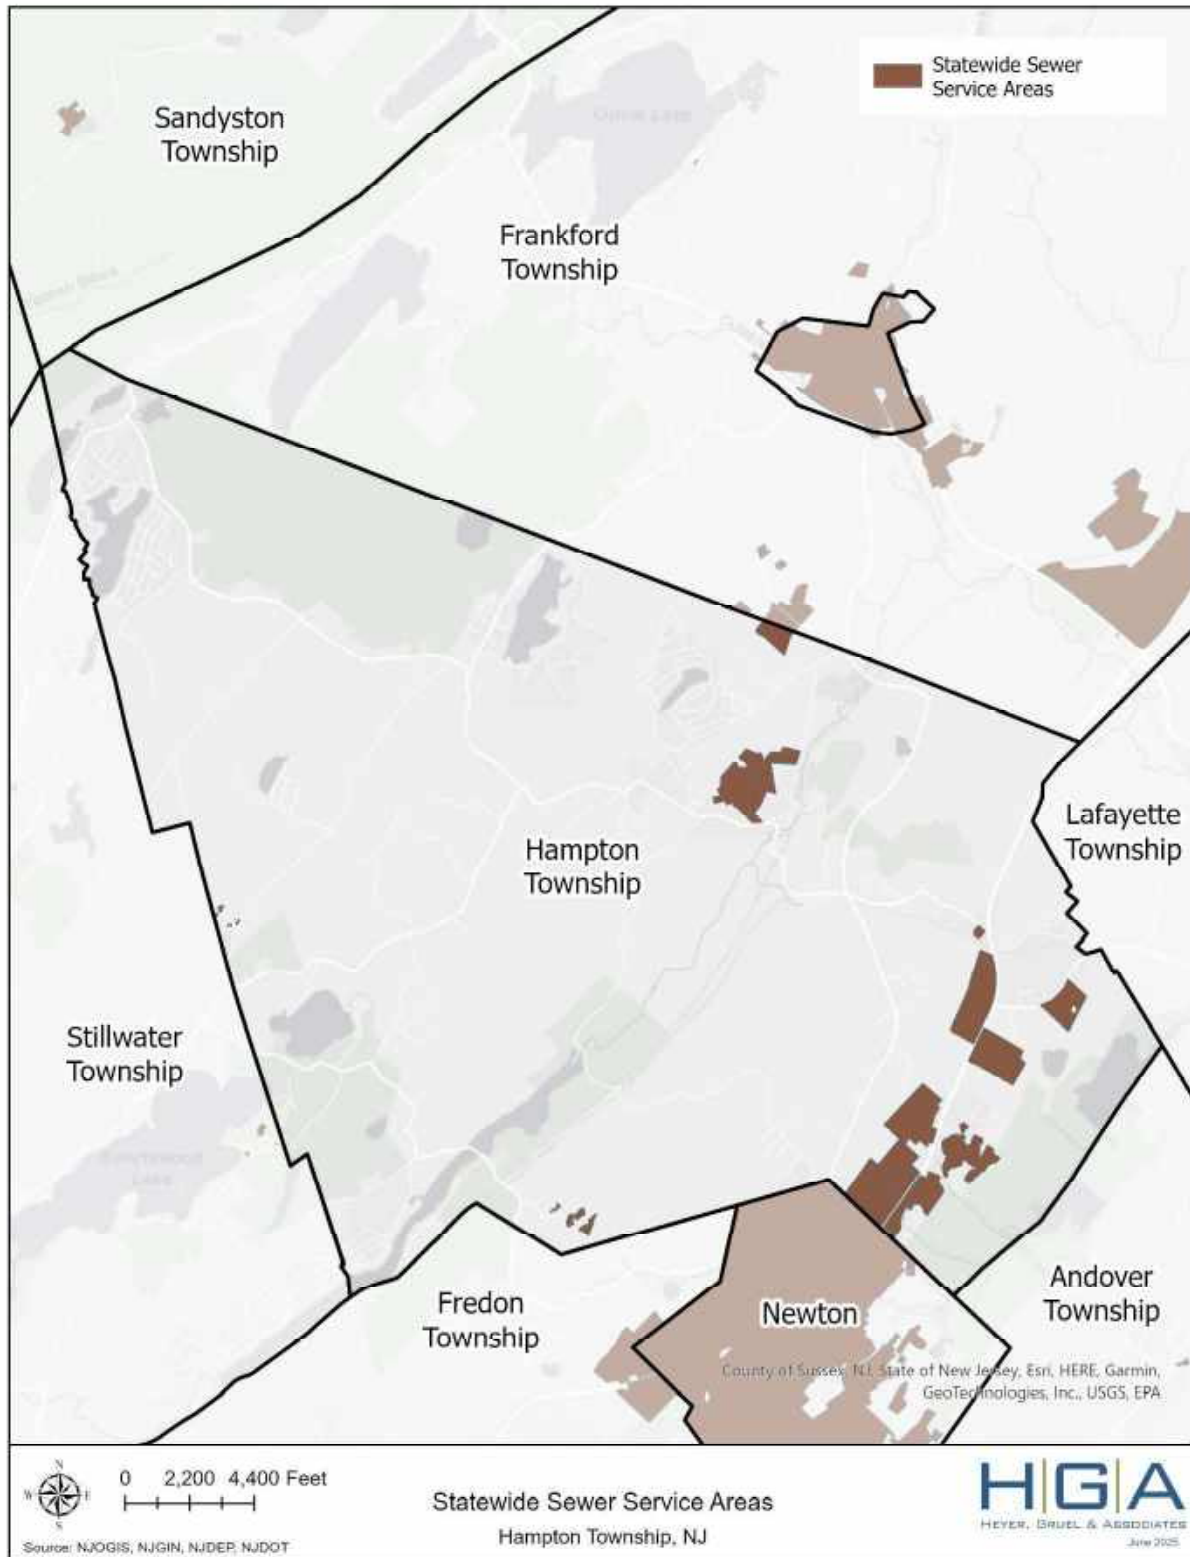 Statewide Sewer
Service Areas
Sandyston
Township
Frankford
Township
Lafayette
Township
Hampton
Township
Stillwater
Township
Fredon
Township
Newton
Andover
Township
County of Sussex, NJ, State of New Jersey, Esri, HERE, Garmin,
GeoTechnologies, Inc., USGS, EPA
N
W E
S
0 2,200 4,400 Feet
Source: NJOGIS, NJGIN, NJDEP, NJDOT
Statewide Sewer Service Areas
Hampton Township, NJ
H|G|A
HEYER, GRUEL & ASSOCIATES
June 2025